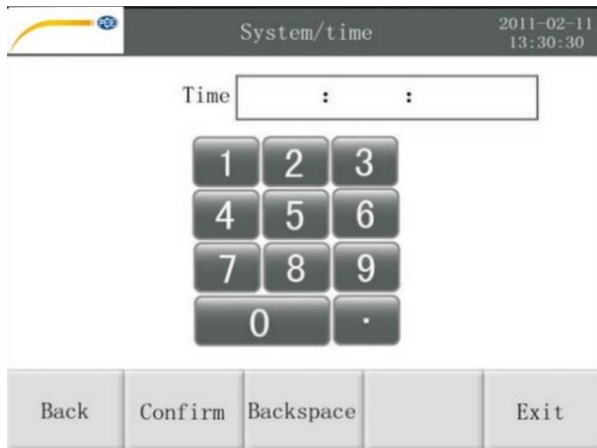 PCE
System/time
2011-02-11
13:30:30
Time : :
1 2 3
4 5 6
7 8 9
0 .
Back Confirm Backspace Exit